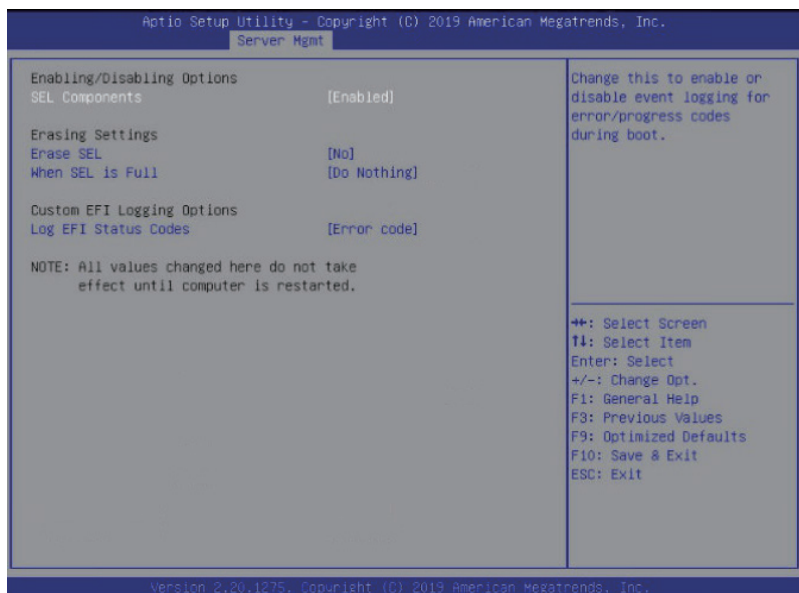 Aptio Setup Utility - Copyright (C) 2019 American Megatrends, Inc.
Server Mgmt
Enabling/Disabling Options
SEL Components [Enabled]
Erasing Settings
Erase SEL [No]
When SEL is Full [Do Nothing]
Custom EFI Logging Options
Log EFI Status Codes [Error code]
NOTE: All values changed here do not take
effect until computer is restarted.
Change this to enable or
disable event logging for
error/progress codes
during boot.
→←: Select Screen
↑↓: Select Item
Enter: Select
+/-: Change Opt.
F1: General Help
F3: Previous Values
F9: Optimized Defaults
F10: Save & Exit
ESC: Exit
Version 2.20.1275. Copyright (C) 2019 American Megatrends, Inc.